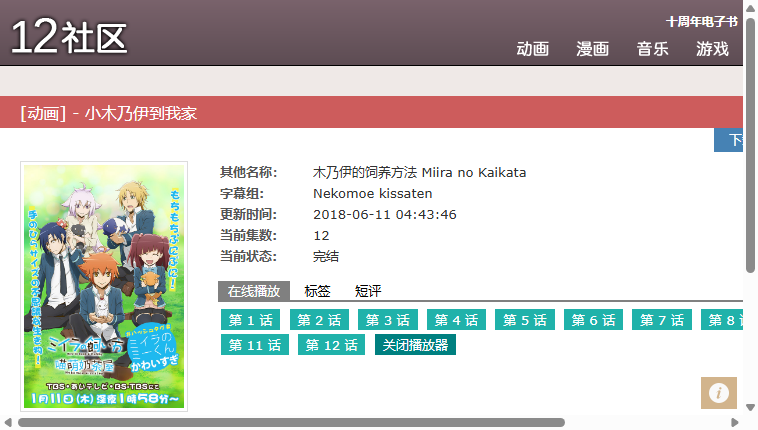 十周年电子书
12社区
动画 漫画 音乐 游戏
[动画] - 小木乃伊到我家
下
其他名称: 木乃伊的饲养方法 Miira no Kaikata
字幕组: Nekomoe kissaten
更新时间: 2018-06-11 04:43:46
当前集数: 12
当前状态: 完结
もちもちぷにぷに!
手のひらサイズの不思議な生き物!
ミイラの飼い方
喵萌奶茶屋
ミイラの
ミーくん
かわいすぎ
TBS・あじテレビ・BS-TBSにて
1月11日(木)深夜1時58分~
在线播放 标签 短评
第 1 话 第 2 话 第 3 话 第 4 话 第 5 话 第 6 话 第 7 话 第 8
第 11 话 第 12 话 关闭播放器